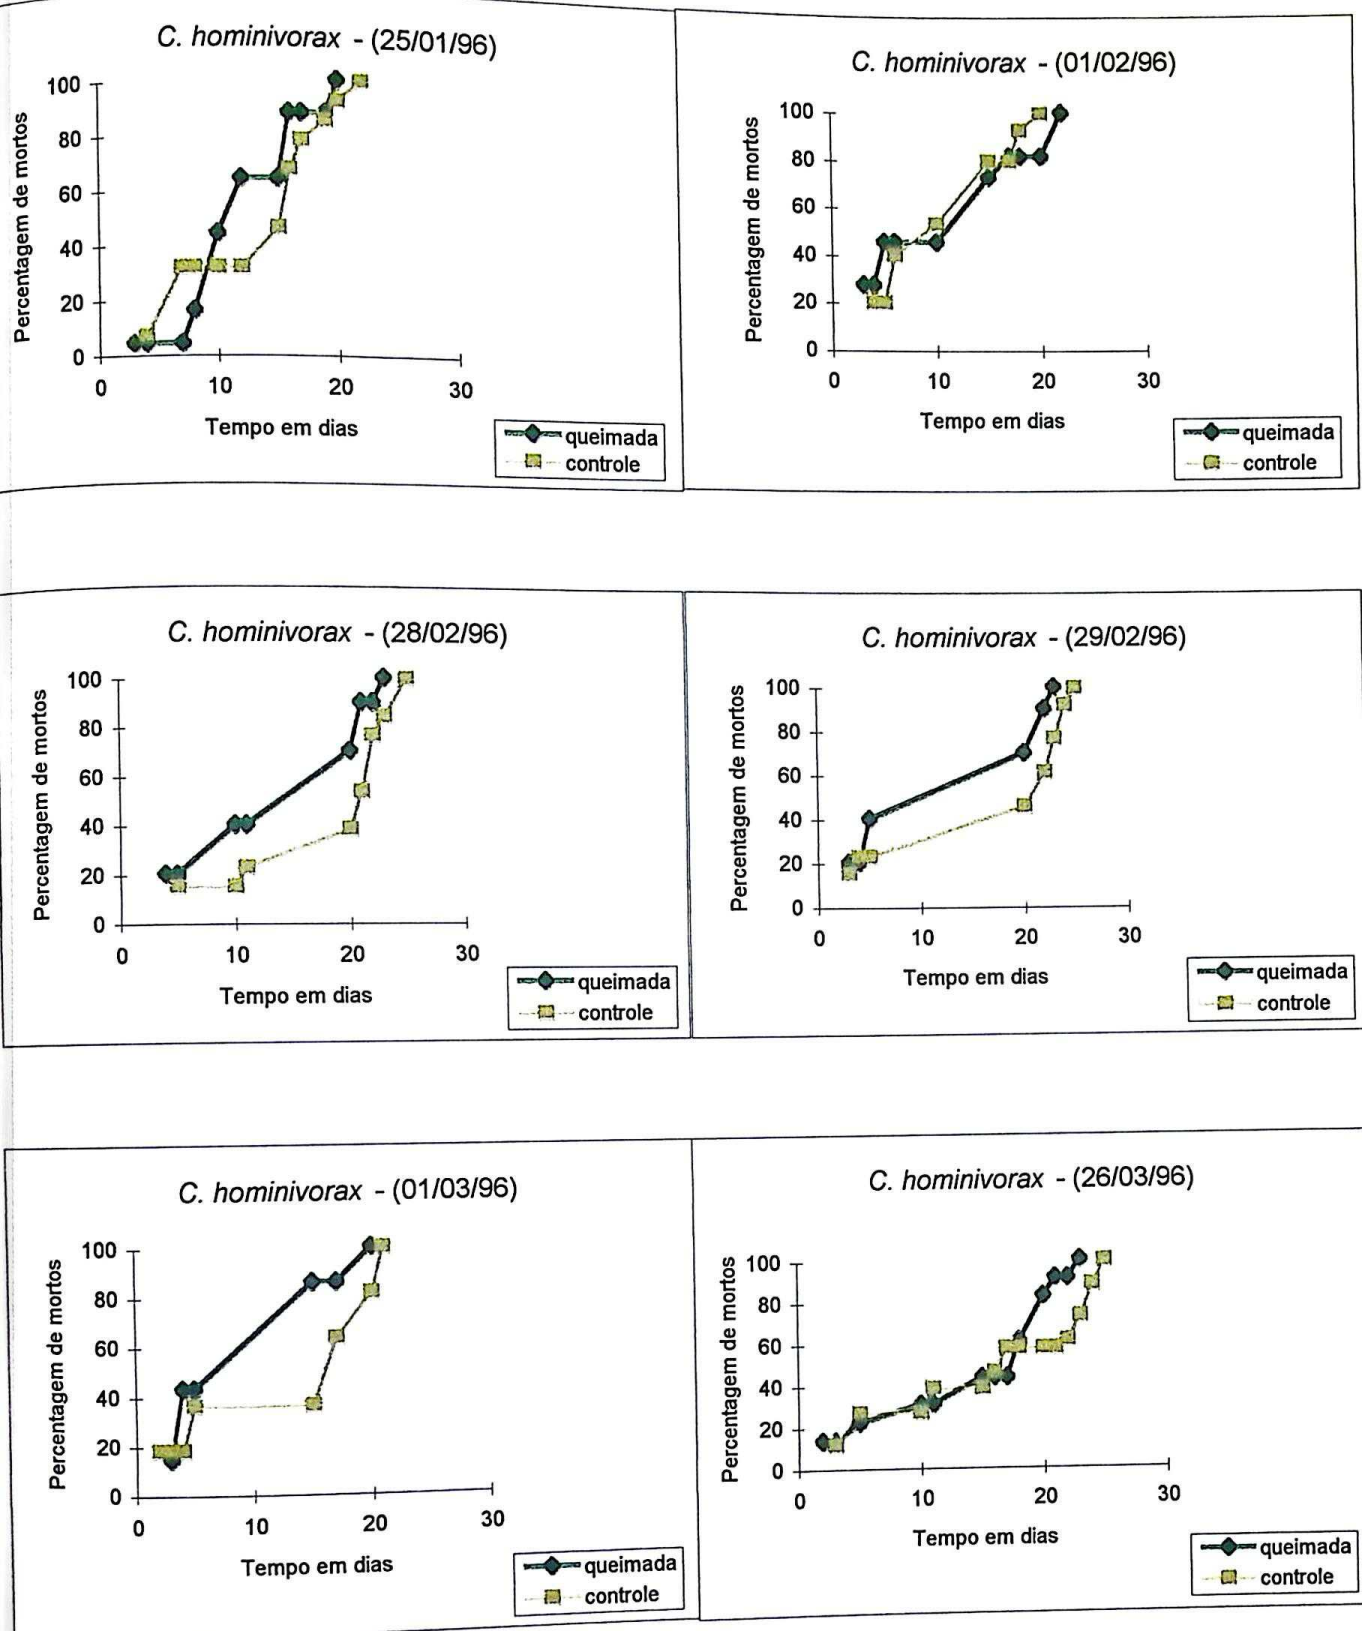 C. hominivorax - (25/01/96)
Percentagem de mortos
100
80
60
40
20
0
0 10 20 30
Tempo em dias
queimada
controle
C. hominivorax - (01/02/96)
Percentagem de mortos
100
80
60
40
20
0
0 10 20 30
Tempo em dias
queimada
controle
C. hominivorax - (28/02/96)
Percentagem de mortos
100
80
60
40
20
0
0 10 20 30
Tempo em dias
queimada
controle
C. hominivorax - (29/02/96)
Percentagem de mortos
100
80
60
40
20
0
0 10 20 30
Tempo em dias
queimada
controle
C. hominivorax - (01/03/96)
Percentagem de mortos
100
80
60
40
20
0
0 10 20 30
Tempo em dias
queimada
controle
C. hominivorax - (26/03/96)
Percentagem de mortos
100
80
60
40
20
0
0 10 20 30
Tempo em dias
queimada
controle